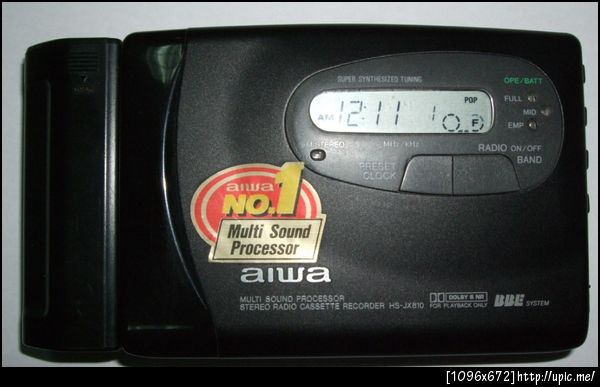 SUPER SYNTHESIZED TUNING
OPE/BATT
POP
FULL
AM 12:11 1 F
MID
EMP
FM STEREO
MHz/kHz
RADIO ON/OFF
PRESET
BAND
CLOCK
aiwa
NO.1
Multi Sound
Processor
aiwa
MULTI SOUND PROCESSOR
STEREO RADIO CASSETTE RECORDER HS-JX810
DOLBY B NR
FOR PLAYBACK ONLY
BBE SYSTEM
[1096x672]http://upic.me/